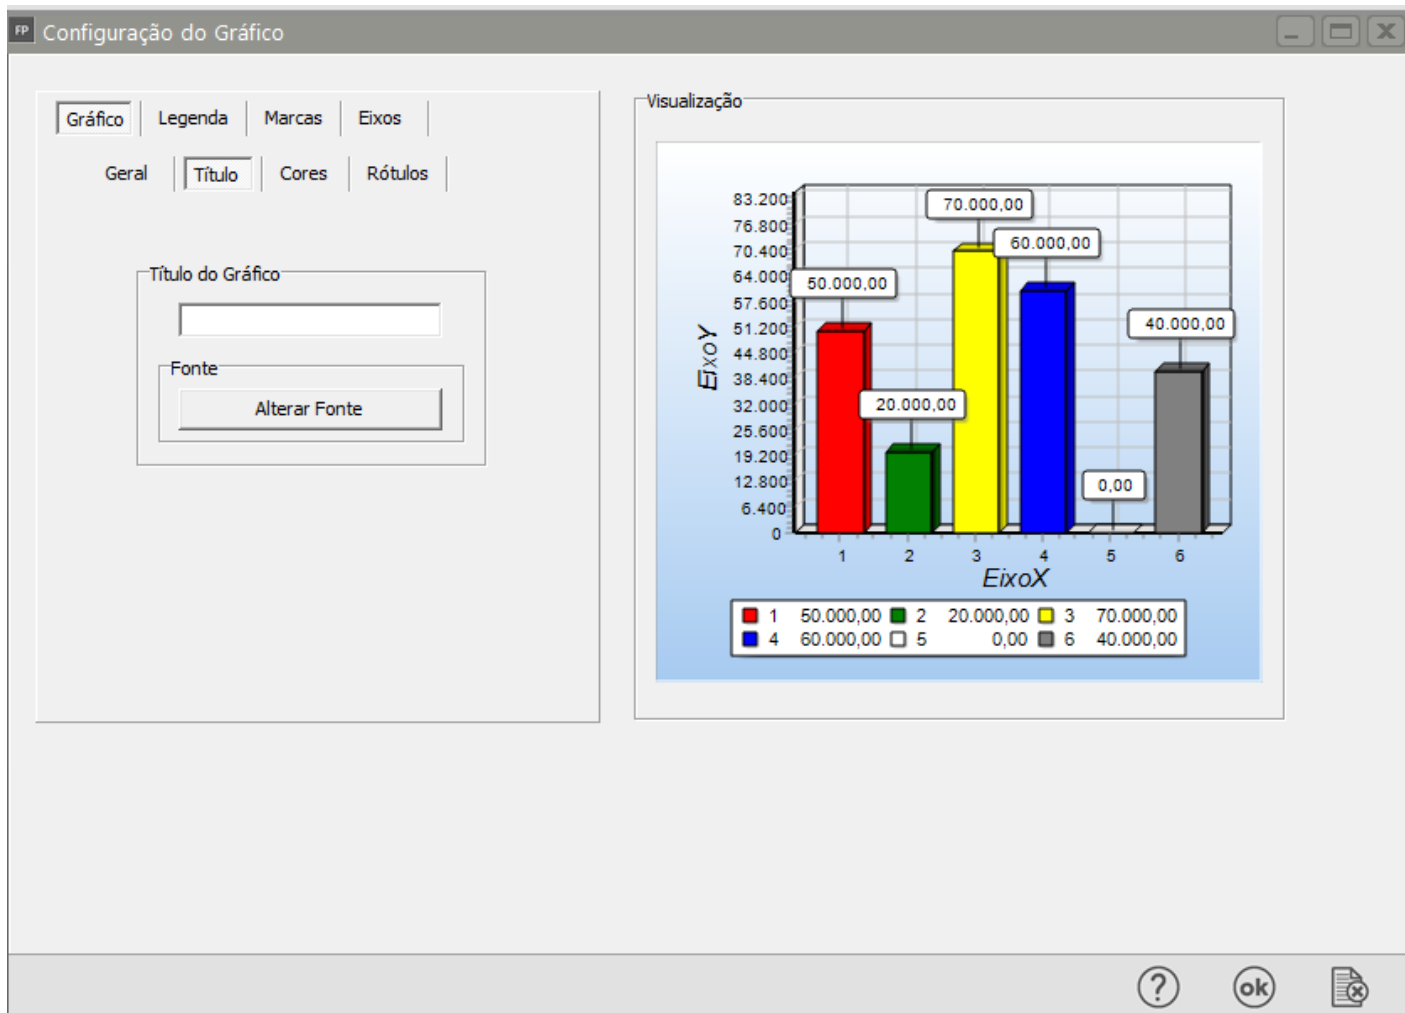 FP Configuração do Gráfico
Gráfico Legenda Marcas Eixos
Geral Título Cores Rótulos
Título do Gráfico
Fonte
Alterar Fonte
Visualização
83.200
76.800
70.400
64.000
57.600
51.200
44.800
38.400
32.000
25.600
19.200
12.800
6.400
0
EixoY
50.000,00
20.000,00
70.000,00
60.000,00
0,00
40.000,00
1 2 3 4 5 6
EixoX
1 50.000,00 2 20.000,00 3 70.000,00
4 60.000,00 5 0,00 6 40.000,00
? ok